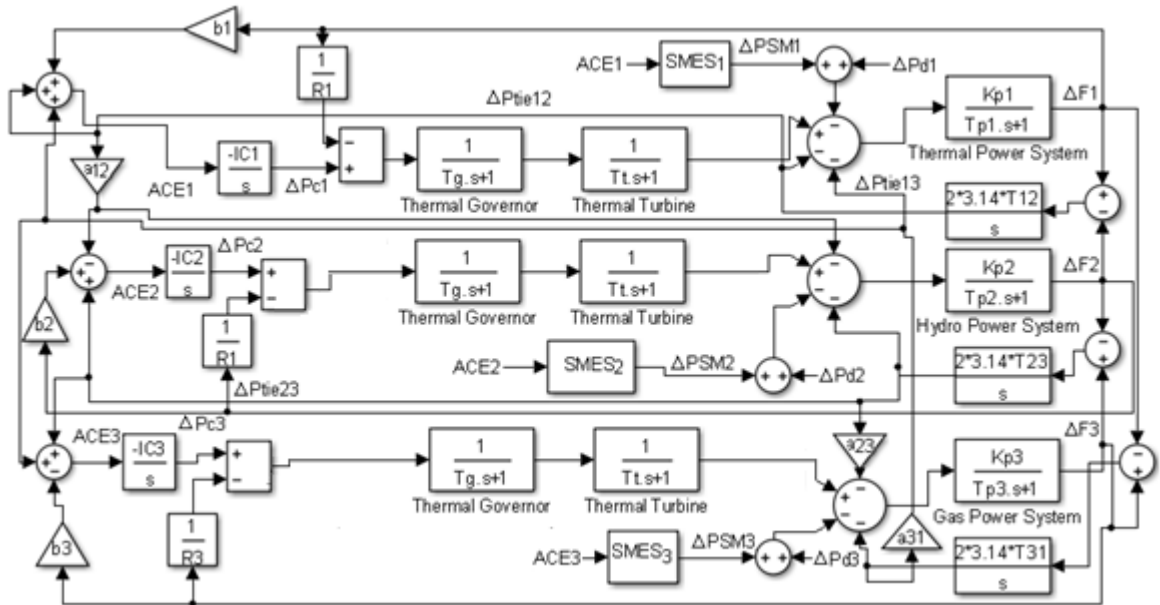 b1
1
R1
ACE1
SMES1
ΔPSM1
+ +
ΔPd1
Kp1
Tp1.s+1
ΔF1
Thermal Power System
+
+
+
ΔPtie12
a12
ACE1
-IC1
s
ΔPc1
−
+
1
Tg.s+1
Thermal Governor
1
Tt.s+1
Thermal Turbine
+ −
−
ΔPtie13
2*3.14*T12
s
+
−
−
+
+
ACE2
-IC2
s
ΔPc2
+
−
1
Tg.s+1
Thermal Governor
1
Tt.s+1
Thermal Turbine
+ −
−
Kp2
Tp2.s+1
ΔF2
Hydro Power System
b2
1
R1
ΔPtie23
ACE2
SMES2
ΔPSM2
+ +
ΔPd2
2*3.14*T23
s
−
+
+
−
ACE3
-IC3
s
ΔPc3
+
−
1
Tg.s+1
Thermal Governor
1
Tt.s+1
Thermal Turbine
a23
+ −
−
Kp3
Tp3.s+1
ΔF3
Gas Power System
−
+
b3
1
R3
ACE3
SMES3
ΔPSM3
+ +
ΔPd3
a31
2*3.14*T31
s